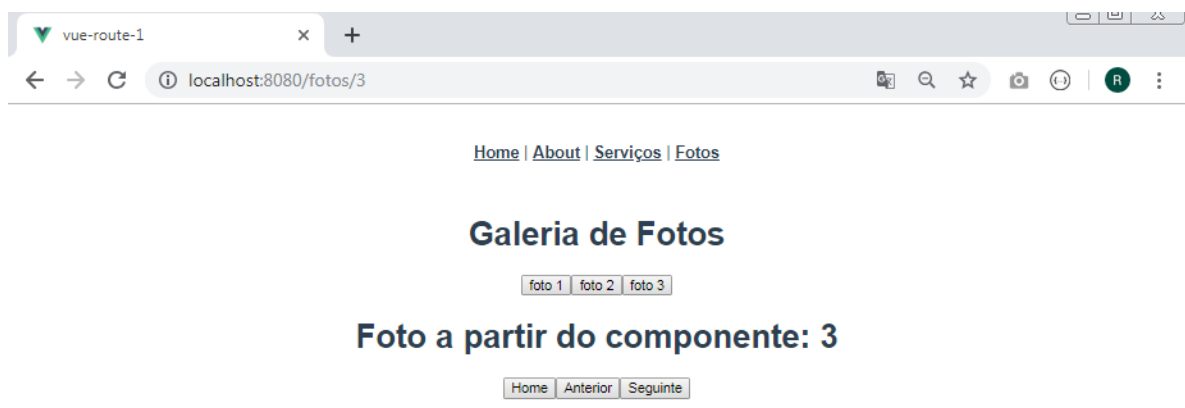 vue-route-1
localhost:8080/fotos/3
R
Home | About | Serviços | Fotos
Galeria de Fotos
foto 1 foto 2 foto 3
Foto a partir do componente: 3
Home Anterior Seguinte